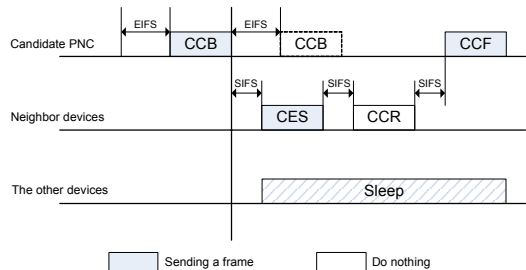 EIFS EIFS
Candidate PNC CCB CCB CCF
SIFS SIFS SIFS
Neighbor devices CES CCR
The other devices Sleep
Sending a frame Do nothing